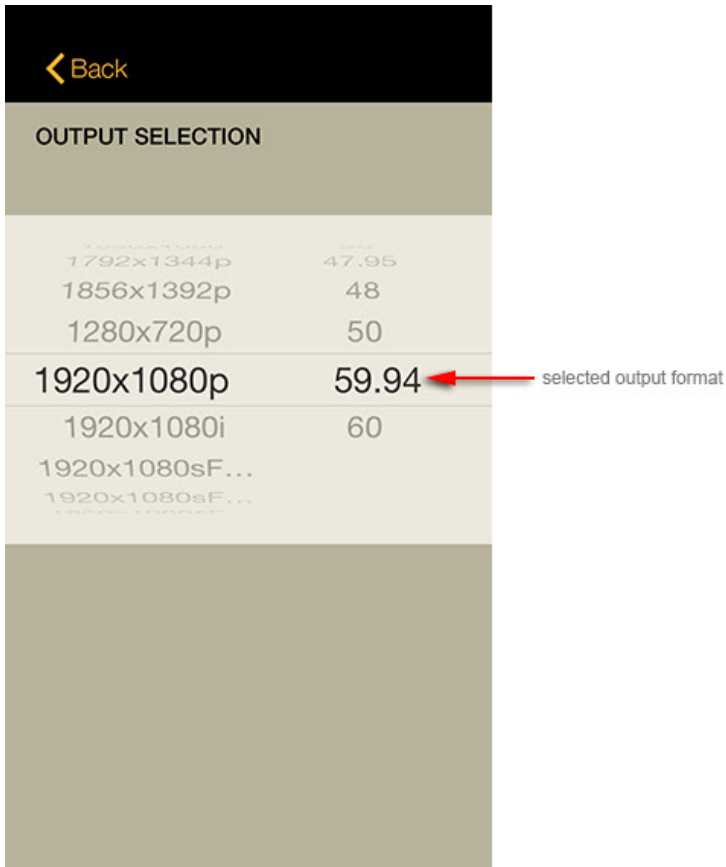 Back
OUTPUT SELECTION
1792x1344p 47.95
1856x1392p 48
1280x720p 50
1920x1080p 59.94
selected output format
1920x1080i 60
1920x1080sF...
1920x1080sF...